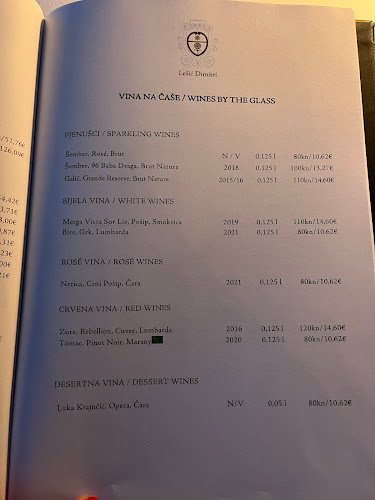 Lešić Dimitri
VINA NA ČAŠE / WINES BY THE GLASS
PJENUŠCI / SPARKLING WINES
Šember, Rosé, Brut N / V 0,125 l 80kn/10,62€
Šember, 96 Baba Draga, Brut Nature 2018 0,125 l 100kn/13,27€
Galić, Grande Reserve, Brut Nature 2015/16 0,125 l 110kn/14,60€
BIJELA VINA / WHITE WINES
Merga Victa Sur Lie, Pošip, Smokvica 2019 0,125 l 110kn/14,60€
Bire, Grk, Lumbarda 2021 0,125 l 80kn/10,62€
ROSÉ VINA / ROSÉ WINES
Nerica, Crni Pošip, Čara 2021 0,125 l 80kn/10,62€
CRVENA VINA / RED WINES
Zure, Rebellion, Cuvee, Lumbarda 2016 0,125 l 120kn/14,60€
Tomac, Pinot Noir, 2020 0,125 l 80kn/10,62€
DESERTNA VINA / DESSERT WINES
Luka Krajnčić, Opera, Čara N/V 0,05 l 80kn/10,62€
126,09€